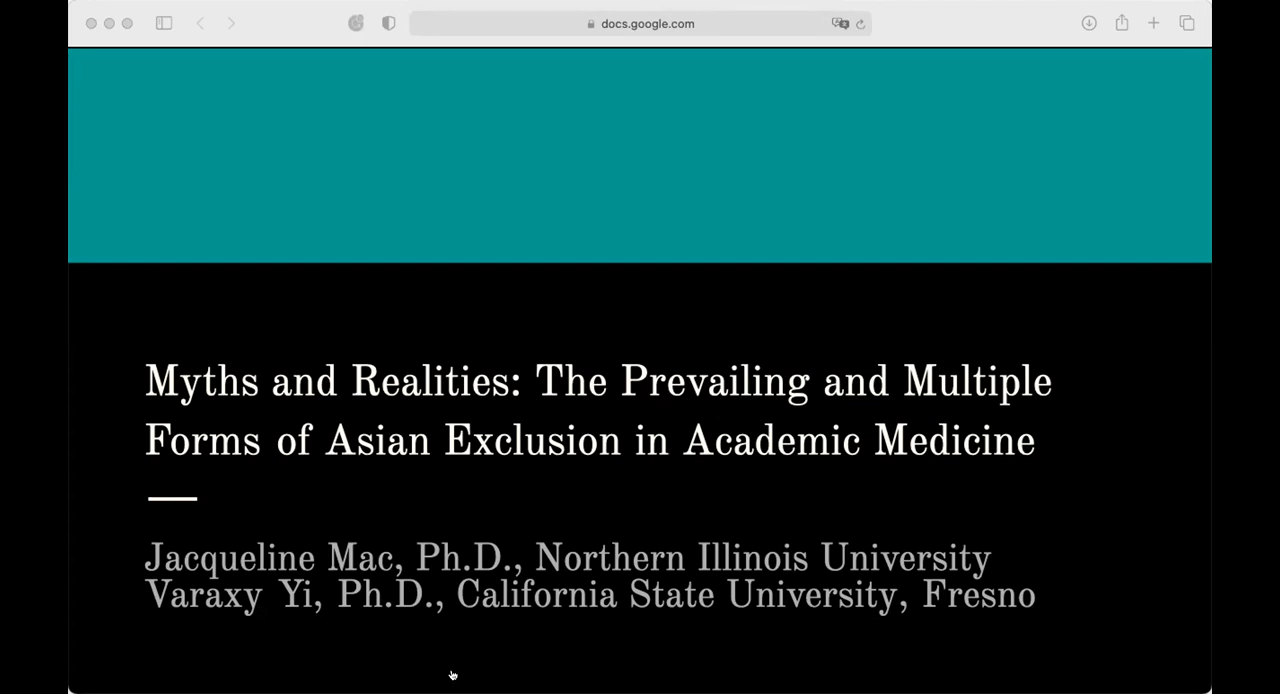 docs.google.com
Myths and Realities: The Prevailing and Multiple
Forms of Asian Exclusion in Academic Medicine
Jacqueline Mac, Ph.D., Northern Illinois University
Varaxy Yi, Ph.D., California State University, Fresno